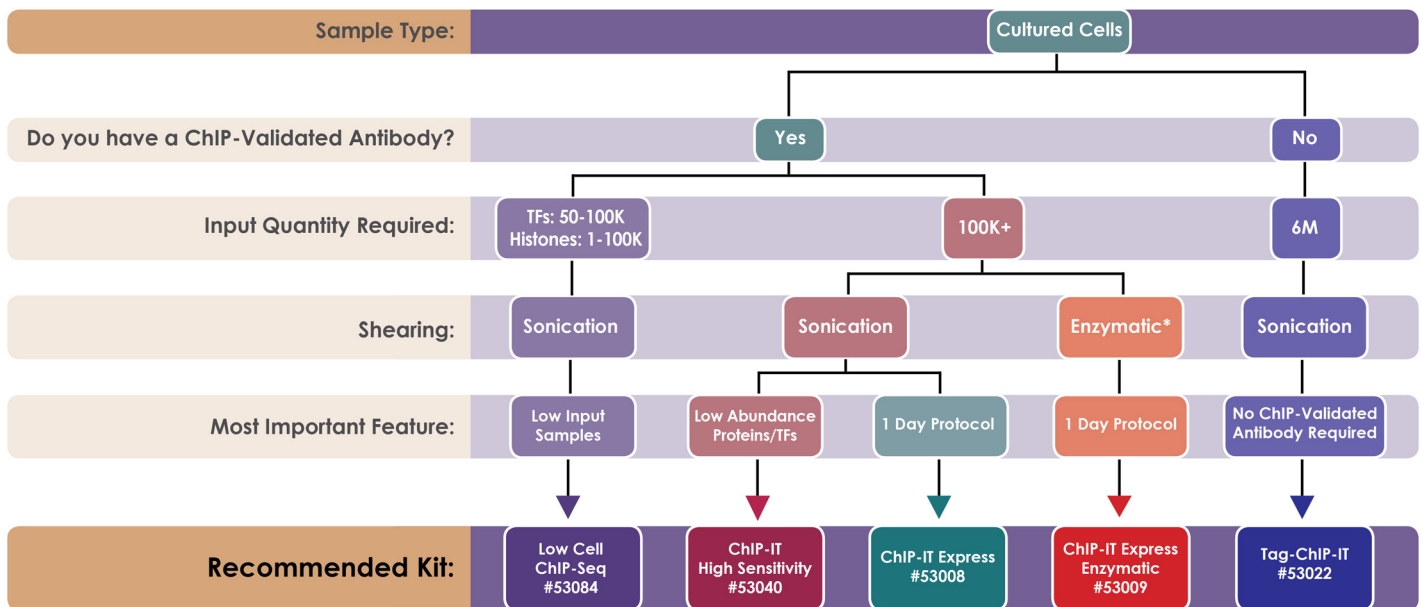 Sample Type:
Cultured Cells
Do you have a ChIP-Validated Antibody?
Yes
No
Input Quantity Required:
TFs: 50-100K
Histones: 1-100K
100K+
6M
Shearing:
Sonication
Sonication
Enzymatic*
Sonication
Most Important Feature:
Low Input
Samples
Low Abundance
Proteins/TFs
1 Day Protocol
1 Day Protocol
No ChIP-Validated
Antibody Required
Recommended Kit:
Low Cell
ChIP-Seq
#53084
ChIP-IT
High Sensitivity
#53040
ChIP-IT Express
#53008
ChIP-IT Express
Enzymatic
#53009
Tag-ChIP-IT
#53022